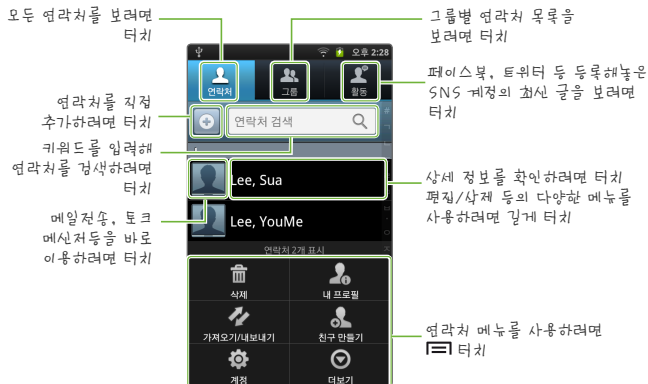 모든 연락처를 보려면
터치
그룹별 연락처 목록을
보려면 터치
오후 2:28
연락처
그룹
활동
페이스북, 트위터 등 등록해놓은
SNS 계정의 최신 글을 보려면
터치
연락처를 직접
추가하려면 터치
연락처 검색
키워드를 입력해
연락처를 검색하려면
터치
Lee, Sua
상세 정보를 확인하려면 터치
편집/삭제 등의 다양한 메뉴를
사용하려면 길게 터치
메일전송, 토크
메신저등을 바로
이용하려면 터치
Lee, YouMe
연락처 2개 표시
삭제
내 프로필
가져오기/내보내기
친구 만들기
연락처 메뉴를 사용하려면
터치
계정
더보기